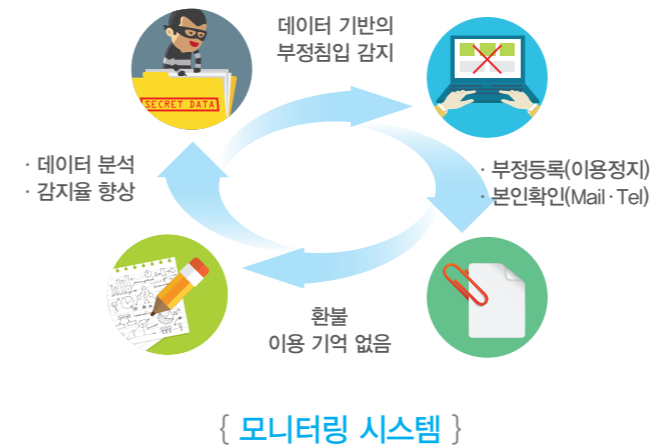 데이터 기반의
부정침입 감지
SECRET DATA
· 데이터 분석
· 감지율 향상
· 부정등록(이용정지)
· 본인확인(Mail·Tel)
환불
이용 기억 없음
{ 모니터링 시스템 }